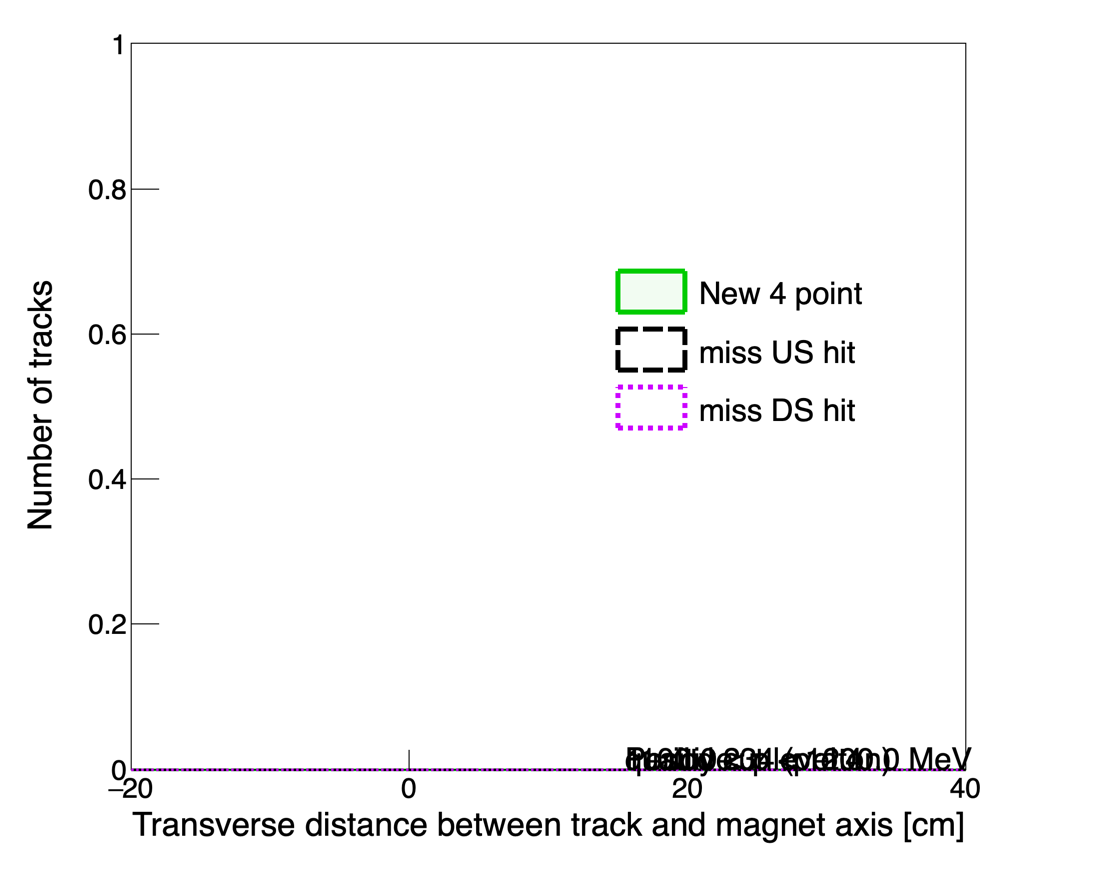 1
0.8
0.6
0.4
0.2
0
Number of tracks
New 4 point
miss US hit
miss DS hit
MeV
−20
0
20
40
Transverse distance between track and magnet axis [cm]